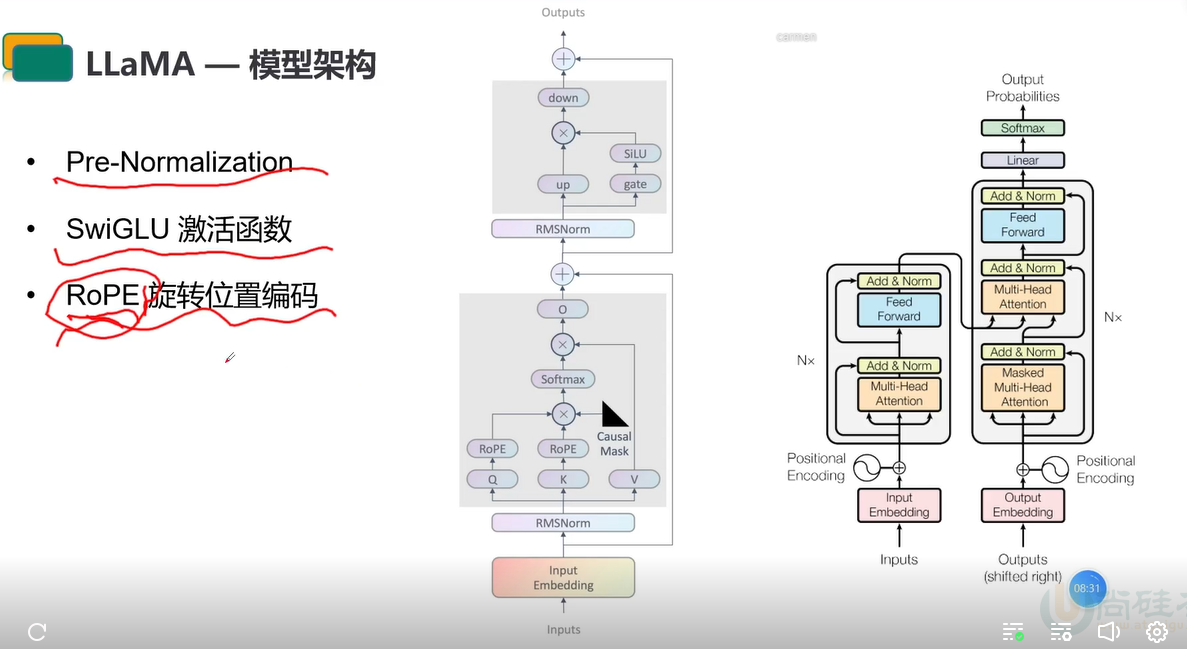 LLaMA — 模型架构
• Pre-Normalization
• SwiGLU 激活函数
• RoPE 旋转位置编码
Outputs
down
SiLU
up
gate
RMSNorm
O
Softmax
Causal
Mask
RoPE
RoPE
Q
K
V
RMSNorm
Input
Embedding
Inputs
carmen
Output
Probabilities
Softmax
Linear
Add & Norm
Feed
Forward
Add & Norm
Multi-Head
Attention
Add & Norm
Masked
Multi-Head
Attention
Nx
Add & Norm
Feed
Forward
Add & Norm
Multi-Head
Attention
Nx
Positional
Encoding
Positional
Encoding
Input
Embedding
Output
Embedding
Inputs
Outputs
(shifted right)
08:31
尚硅